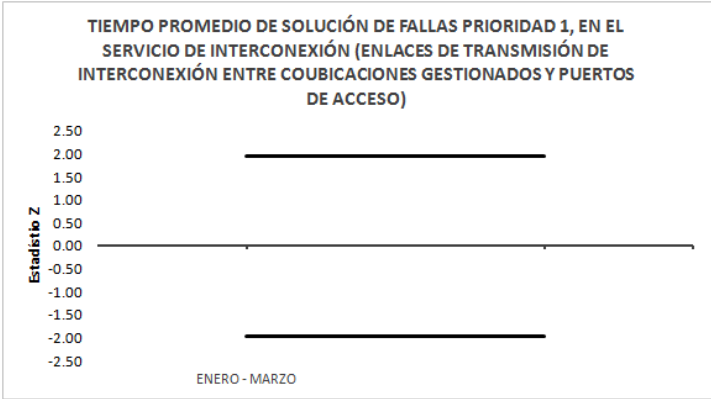 TIEMPO PROMEDIO DE SOLUCIÓN DE FALLAS PRIORIDAD 1, EN EL
SERVICIO DE INTERCONEXIÓN (ENLACES DE TRANSMISIÓN DE
INTERCONEXIÓN ENTRE COUBICACIONES GESTIONADOS Y PUERTOS
DE ACCESO)
2.50
2.00
1.50
1.00
0.50
0.00
-0.50
-1.00
-1.50
-2.00
-2.50
Estadístio Z
ENERO - MARZO